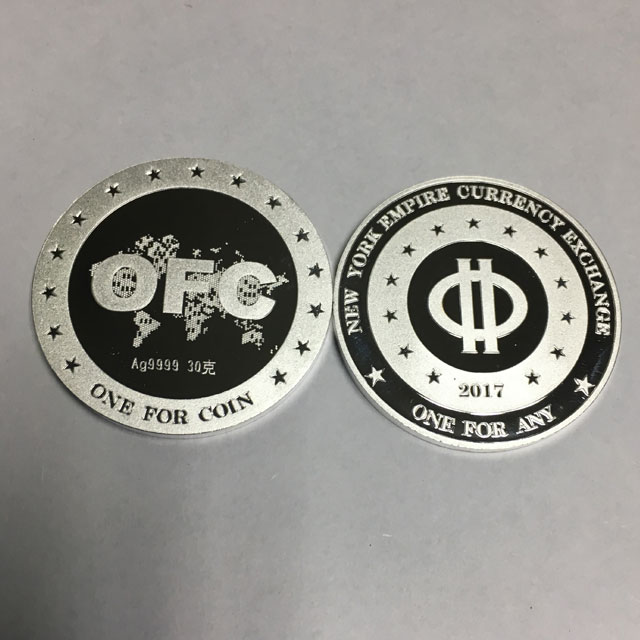 OFC
Ag9999 30克
ONE FOR COIN
NEW YORK EMPIRE CURRENCY EXCHANGE
2017
ONE FOR ANY